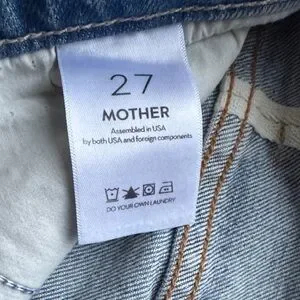 27
MOTHER
Assembled in USA
by both USA and foreign components
DO YOUR OWN LAUNDRY